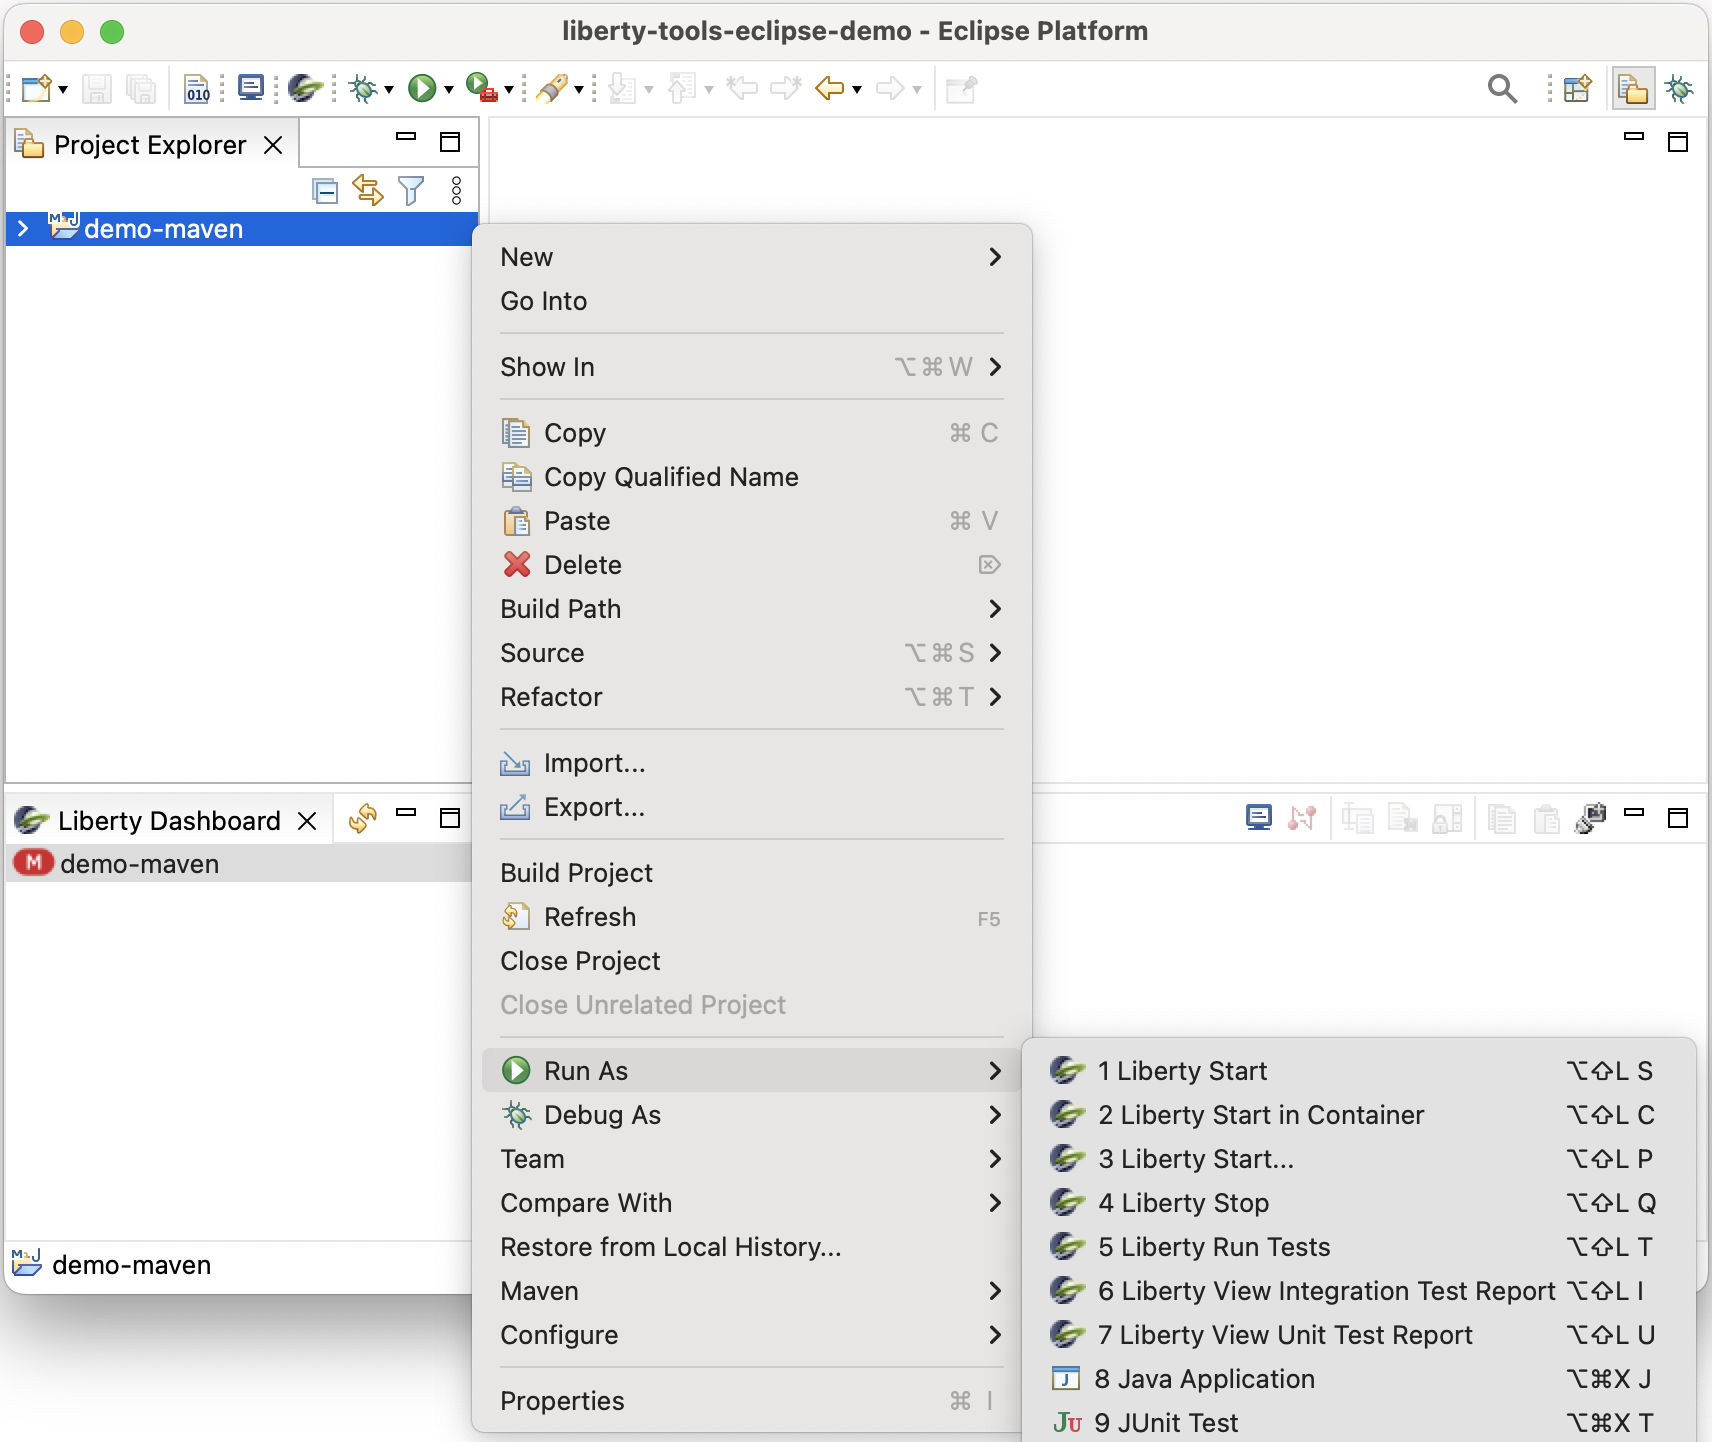 liberty-tools-eclipse-demo - Eclipse Platform
010
Project Explorer
demo-maven
New
Go Into
Show In ⌥⌘W
Copy ⌘ C
Copy Qualified Name
Paste ⌘ V
Delete ⌦
Build Path
Source ⌥⌘S
Refactor ⌥⌘T
Import...
Export...
Liberty Dashboard
M demo-maven
Build Project
Refresh F5
Close Project
Close Unrelated Project
Run As
Debug As
Team
Compare With
Restore from Local History...
Maven
Configure
Properties ⌘ I
1 Liberty Start ⌥⇧L S
2 Liberty Start in Container ⌥⇧L C
3 Liberty Start... ⌥⇧L P
4 Liberty Stop ⌥⇧L Q
5 Liberty Run Tests ⌥⇧L T
6 Liberty View Integration Test Report ⌥⇧L I
7 Liberty View Unit Test Report ⌥⇧L U
J 8 Java Application ⌥⌘X J
JU 9 JUnit Test ⌥⌘X T
demo-maven